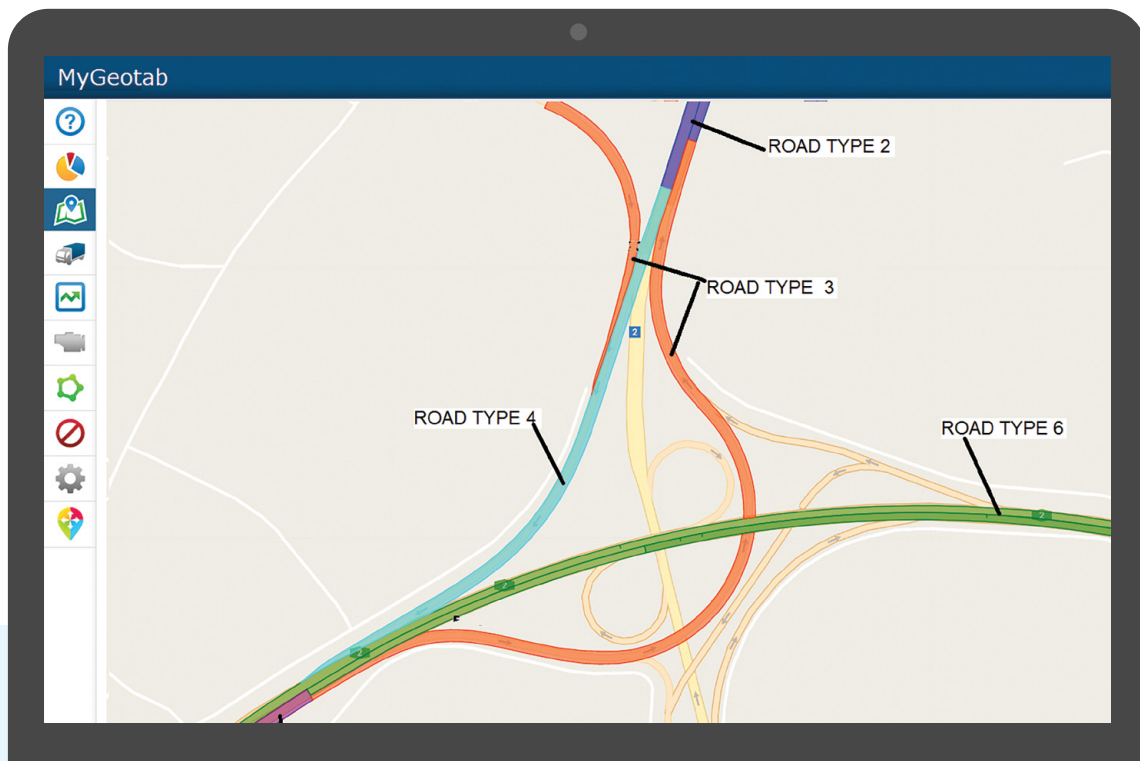 MyGeotab
?
ROAD TYPE 2
ROAD TYPE  3
2
ROAD TYPE 4
ROAD TYPE 6
2
2
2